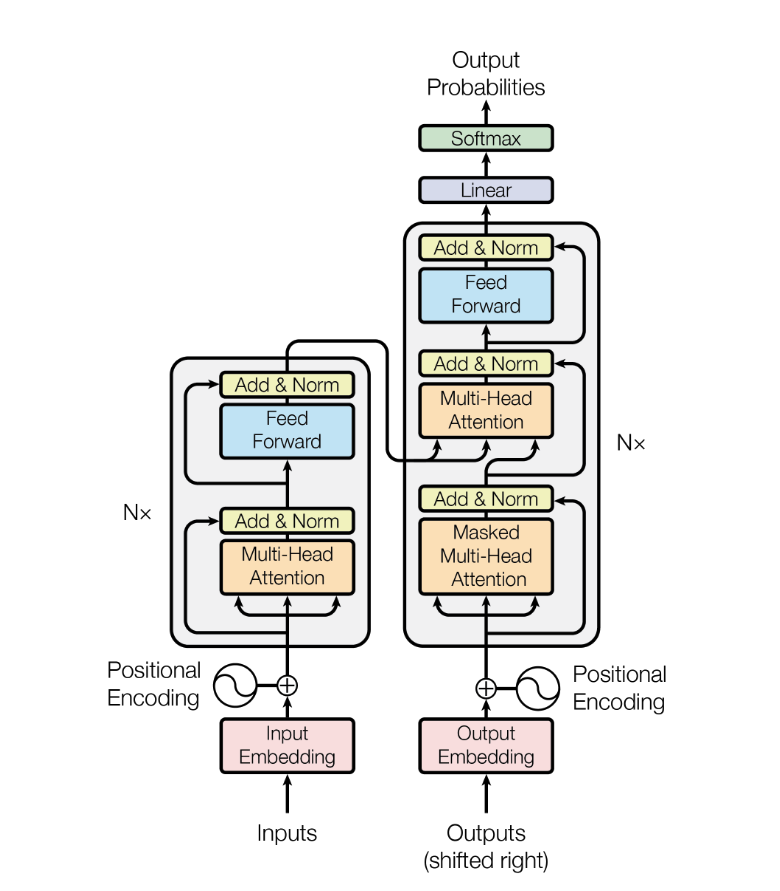 Output
Probabilities
Softmax
Linear
Add & Norm
Feed
Forward
Add & Norm
Multi-Head
Attention
N×
Add & Norm
Masked
Multi-Head
Attention
Add & Norm
Feed
Forward
N×
Add & Norm
Multi-Head
Attention
Positional
Encoding
Positional
Encoding
Input
Embedding
Output
Embedding
Inputs
Outputs
(shifted right)